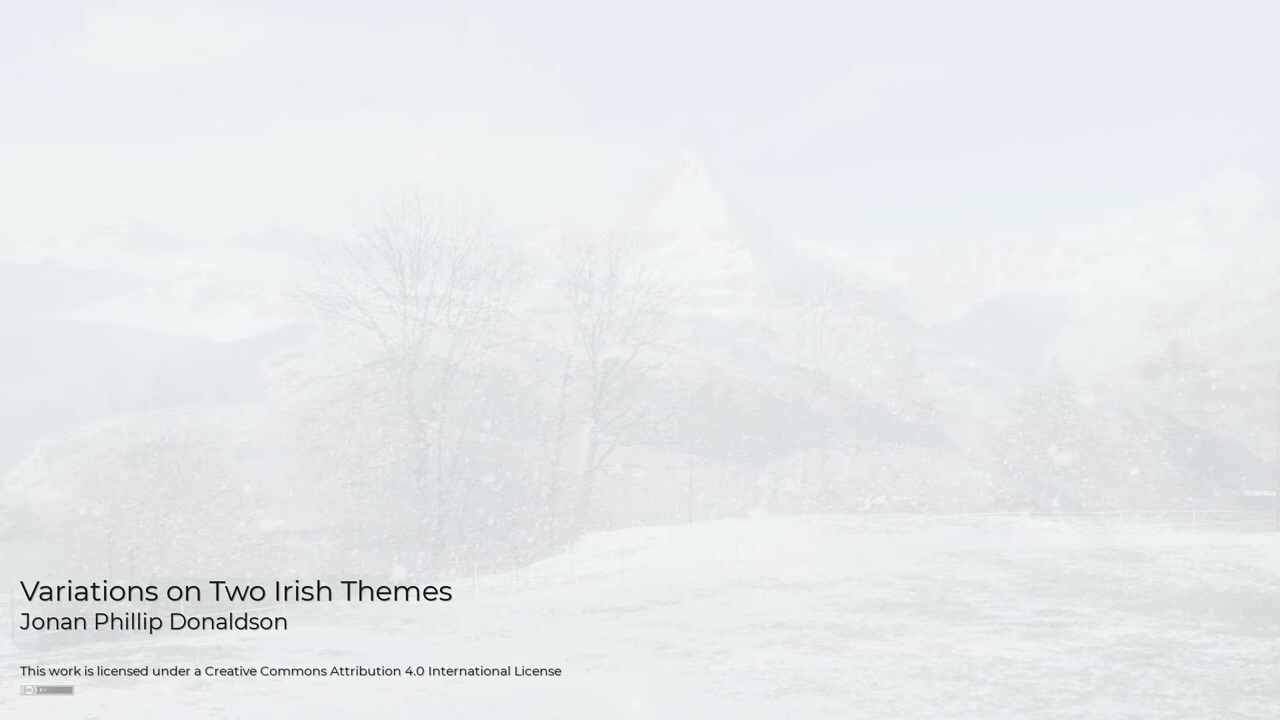 Variations on Two Irish Themes
Jonan Phillip Donaldson
This work is licensed under a Creative Commons Attribution 4.0 International License
BY